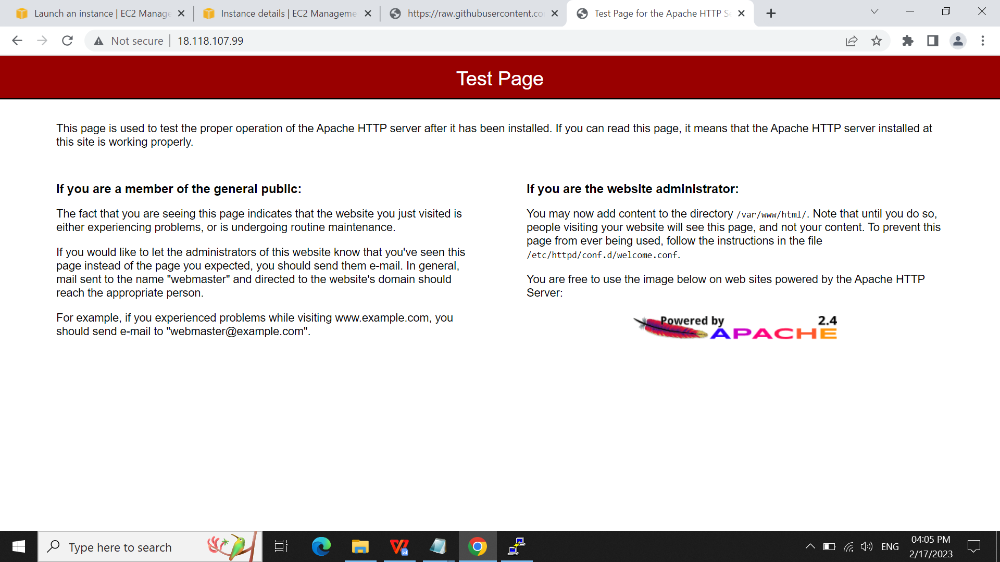 Launch an instance | EC2 Manage
Instance details | EC2 Manageme
https://raw.githubusercontent.co
Test Page for the Apache HTTP Se
Not secure
18.118.107.99
Test Page
This page is used to test the proper operation of the Apache HTTP server after it has been installed. If you can read this page, it means that the Apache HTTP server installed at
this site is working properly.
If you are a member of the general public:
The fact that you are seeing this page indicates that the website you just visited is
either experiencing problems, or is undergoing routine maintenance.
If you would like to let the administrators of this website know that you've seen this
page instead of the page you expected, you should send them e-mail. In general,
mail sent to the name "webmaster" and directed to the website's domain should
reach the appropriate person.
For example, if you experienced problems while visiting www.example.com, you
should send e-mail to "webmaster@example.com".
If you are the website administrator:
You may now add content to the directory /var/www/html/. Note that until you do so,
people visiting your website will see this page, and not your content. To prevent this
page from ever being used, follow the instructions in the file
/etc/httpd/conf.d/welcome.conf.
You are free to use the image below on web sites powered by the Apache HTTP
Server:
Powered by 2.4
APACHE
Type here to search
W
ENG
04:05 PM
2/17/2023